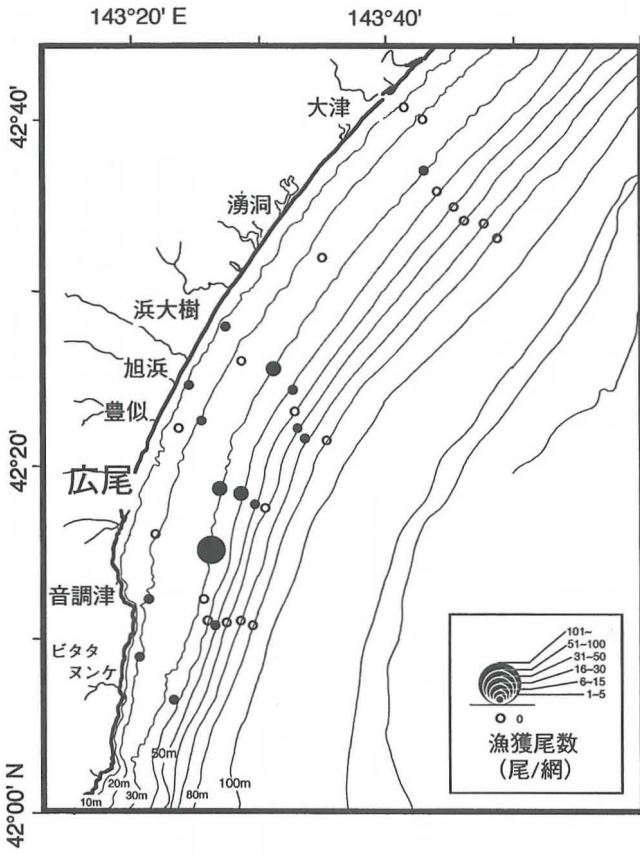 143°20' E
143°40'
42°40'
大津
湧洞
浜大樹
旭浜
豊似
42°20'
広尾
音調津
ビタタ
ヌンケ
50m
20m
10m
30m
80m
100m
42°00' N
101~
51~100
31~50
16~30
6~15
1~5
0
漁獲尾数
(尾/網)